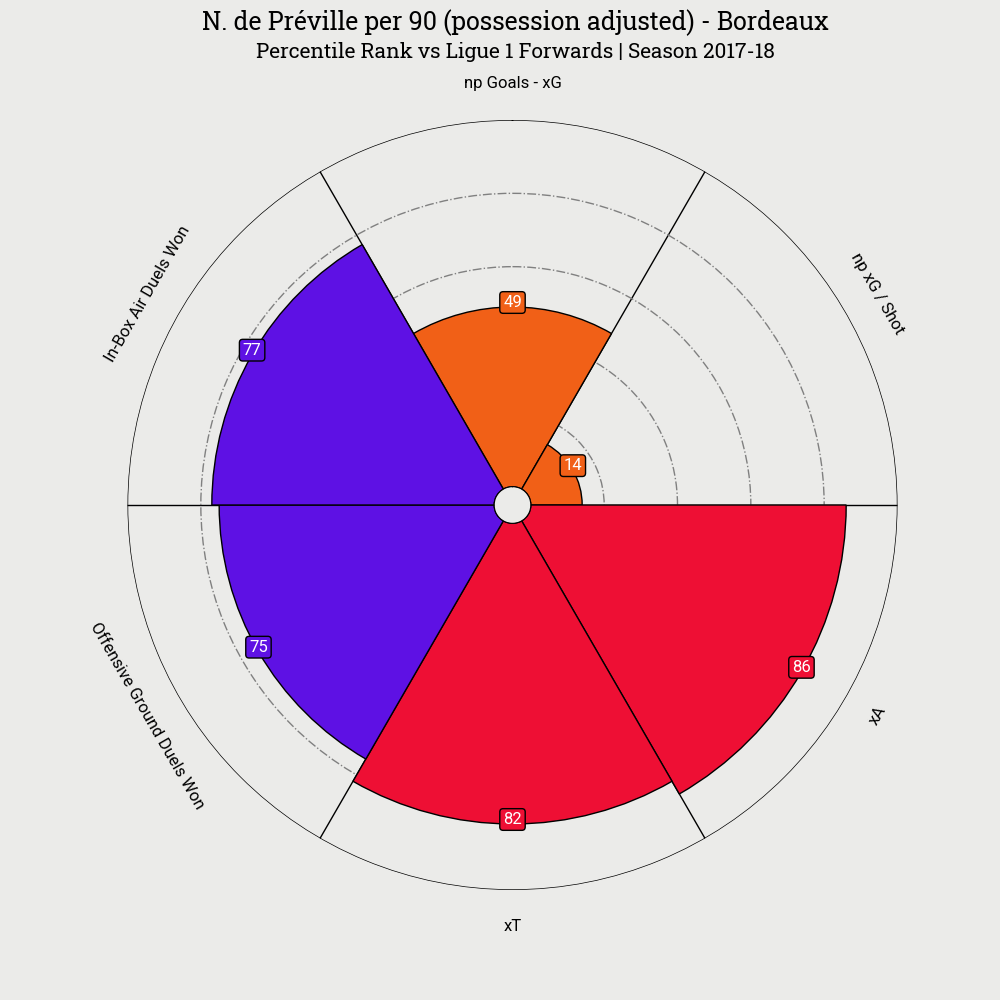 N. de Préville per 90 (possession adjusted) - Bordeaux
Percentile Rank vs Ligue 1 Forwards | Season 2017-18
np Goals - xG
In-Box Air Duels Won
np xG / Shot
49
77
14
75
86
Offensive Ground Duels Won
xA
82
xT